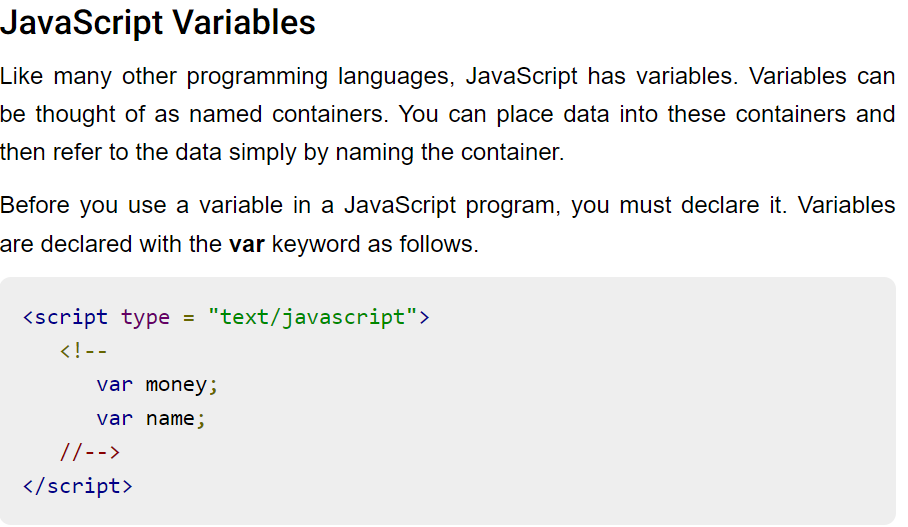 JavaScript Variables
Like many other programming languages, JavaScript has variables. Variables can
be thought of as named containers. You can place data into these containers and
then refer to the data simply by naming the container.
Before you use a variable in a JavaScript program, you must declare it. Variables
are declared with the var keyword as follows.
<script type = "text/javascript">
   <!--
      var money;
      var name;
   //-->
</script>